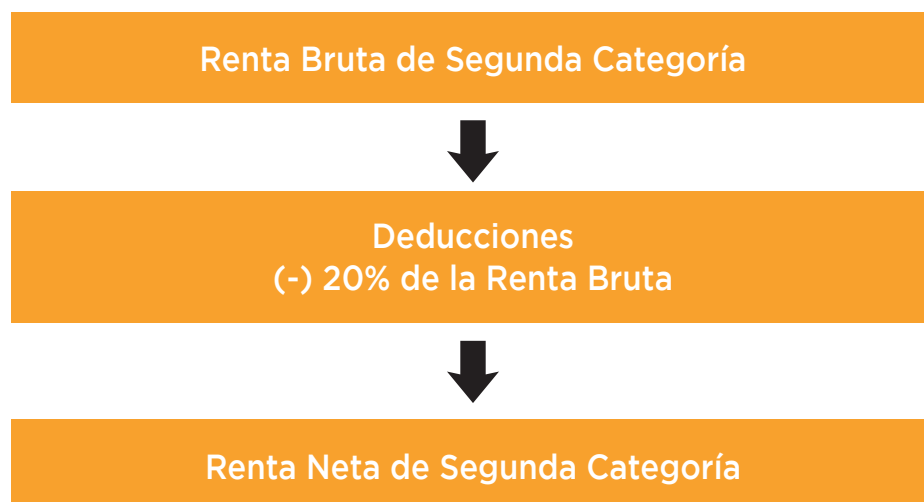 Renta Bruta de Segunda Categoría
Deducciones
(-) 20% de la Renta Bruta
Renta Neta de Segunda Categoría